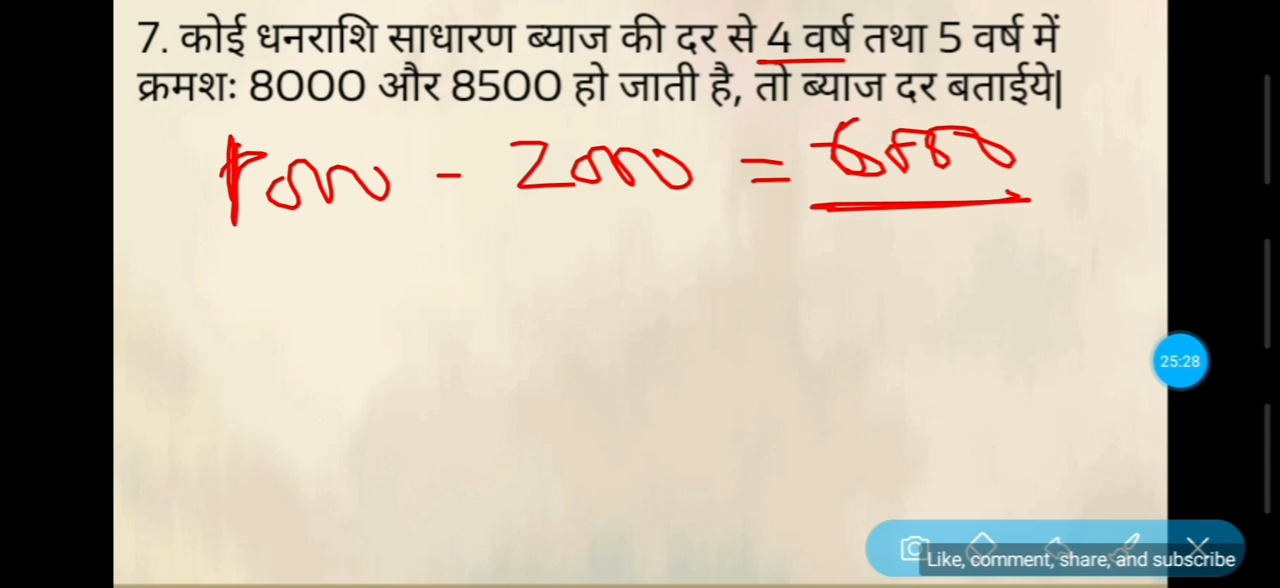 7. कोई धनराशि साधारण ब्याज की दर से 4 वर्ष तथा 5 वर्ष में
क्रमशः 8000 और 8500 हो जाती है, तो ब्याज दर बताईये|
8000 - 2000 = 6000
25:28
Like, comment, share, and subscribe